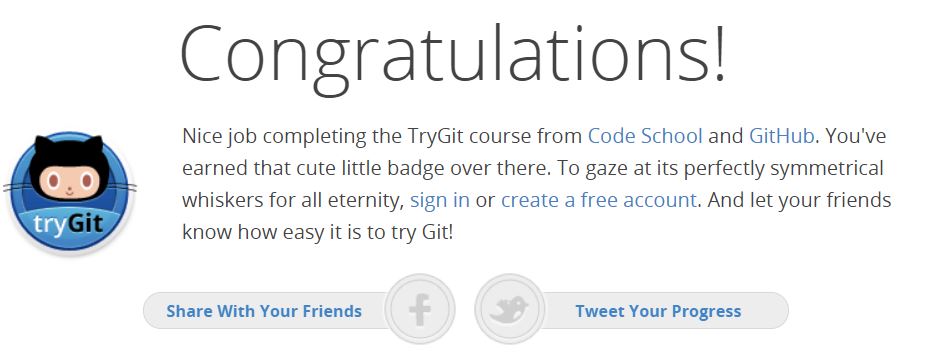 Congratulations!
Nice job completing the TryGit course from Code School and GitHub. You've
earned that cute little badge over there. To gaze at its perfectly symmetrical
whiskers for all eternity, sign in or create a free account. And let your friends
know how easy it is to try Git!
tryGit
Share With Your Friends
Tweet Your Progress